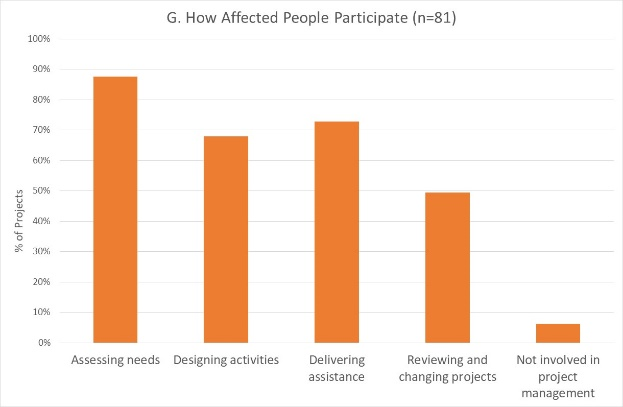 G. How Affected People Participate (n=81)
100%
90%
80%
70%
60%
50%
40%
30%
20%
10%
0%
% of Projects
Assessing needs
Designing activities
Delivering
assistance
Reviewing and
changing projects
Not involved in
project
management